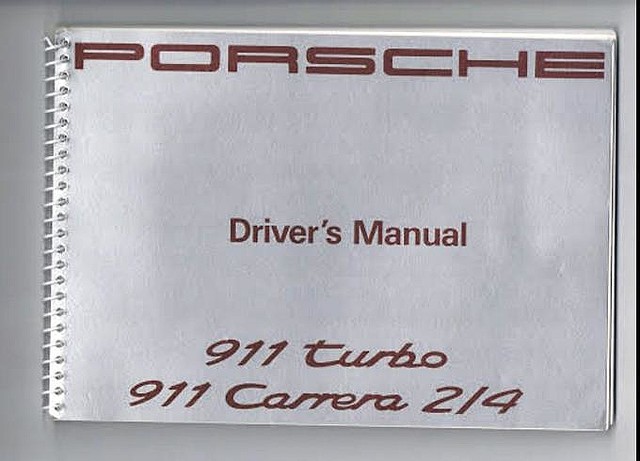 PORSCHE
Driver's Manual
911 turbo
911 Carrera 2/4